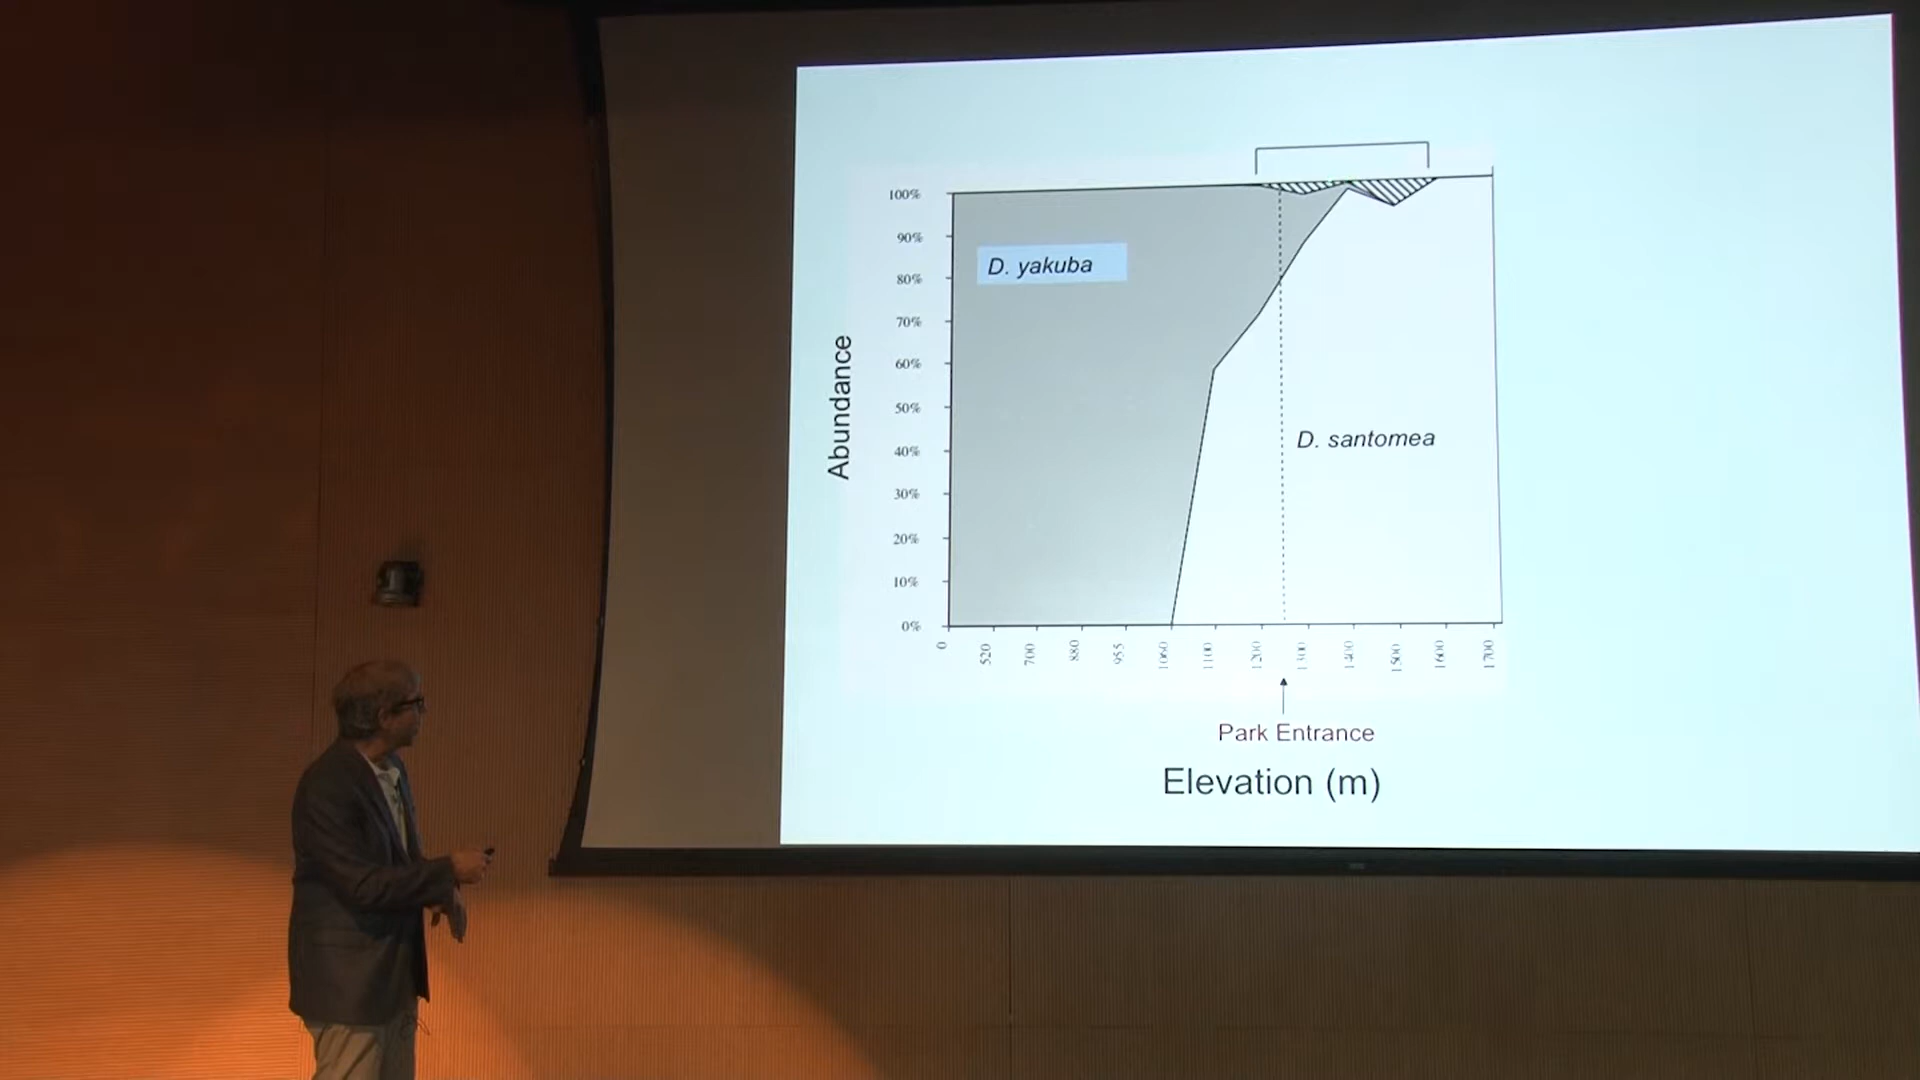 100%
90%
D. yakuba
80%
70%
60%
50%
D. santomea
40%
30%
20%
10%
0%
Abundance
0 520 700 880 955 1060 1100 1200 1300 1400 1500 1600 1700
Park Entrance
Elevation (m)